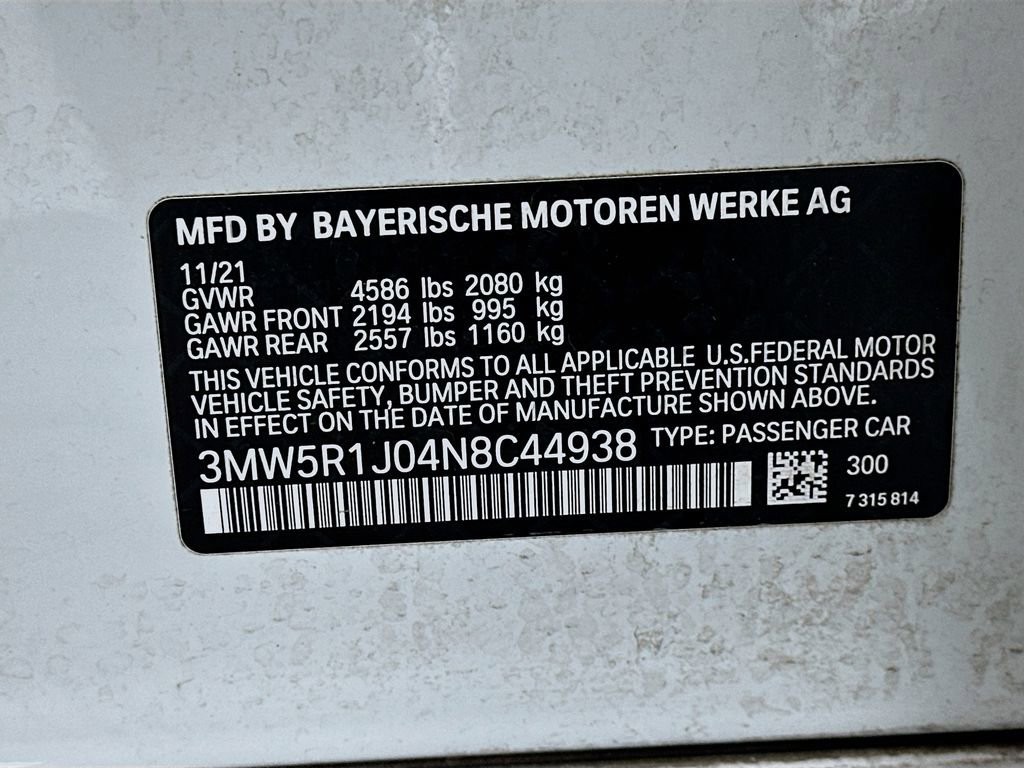 MFD BY BAYERISCHE MOTOREN WERKE AG
11/21
GVWR 4586 lbs 2080 kg
GAWR FRONT 2194 lbs 995 kg
GAWR REAR 2557 lbs 1160 kg
THIS VEHICLE CONFORMS TO ALL APPLICABLE U.S.FEDERAL MOTOR
VEHICLE SAFETY, BUMPER AND THEFT PREVENTION STANDARDS
IN EFFECT ON THE DATE OF MANUFACTURE SHOWN ABOVE.
3MW5R1J04N8C44938 TYPE: PASSENGER CAR
300
7 315 814